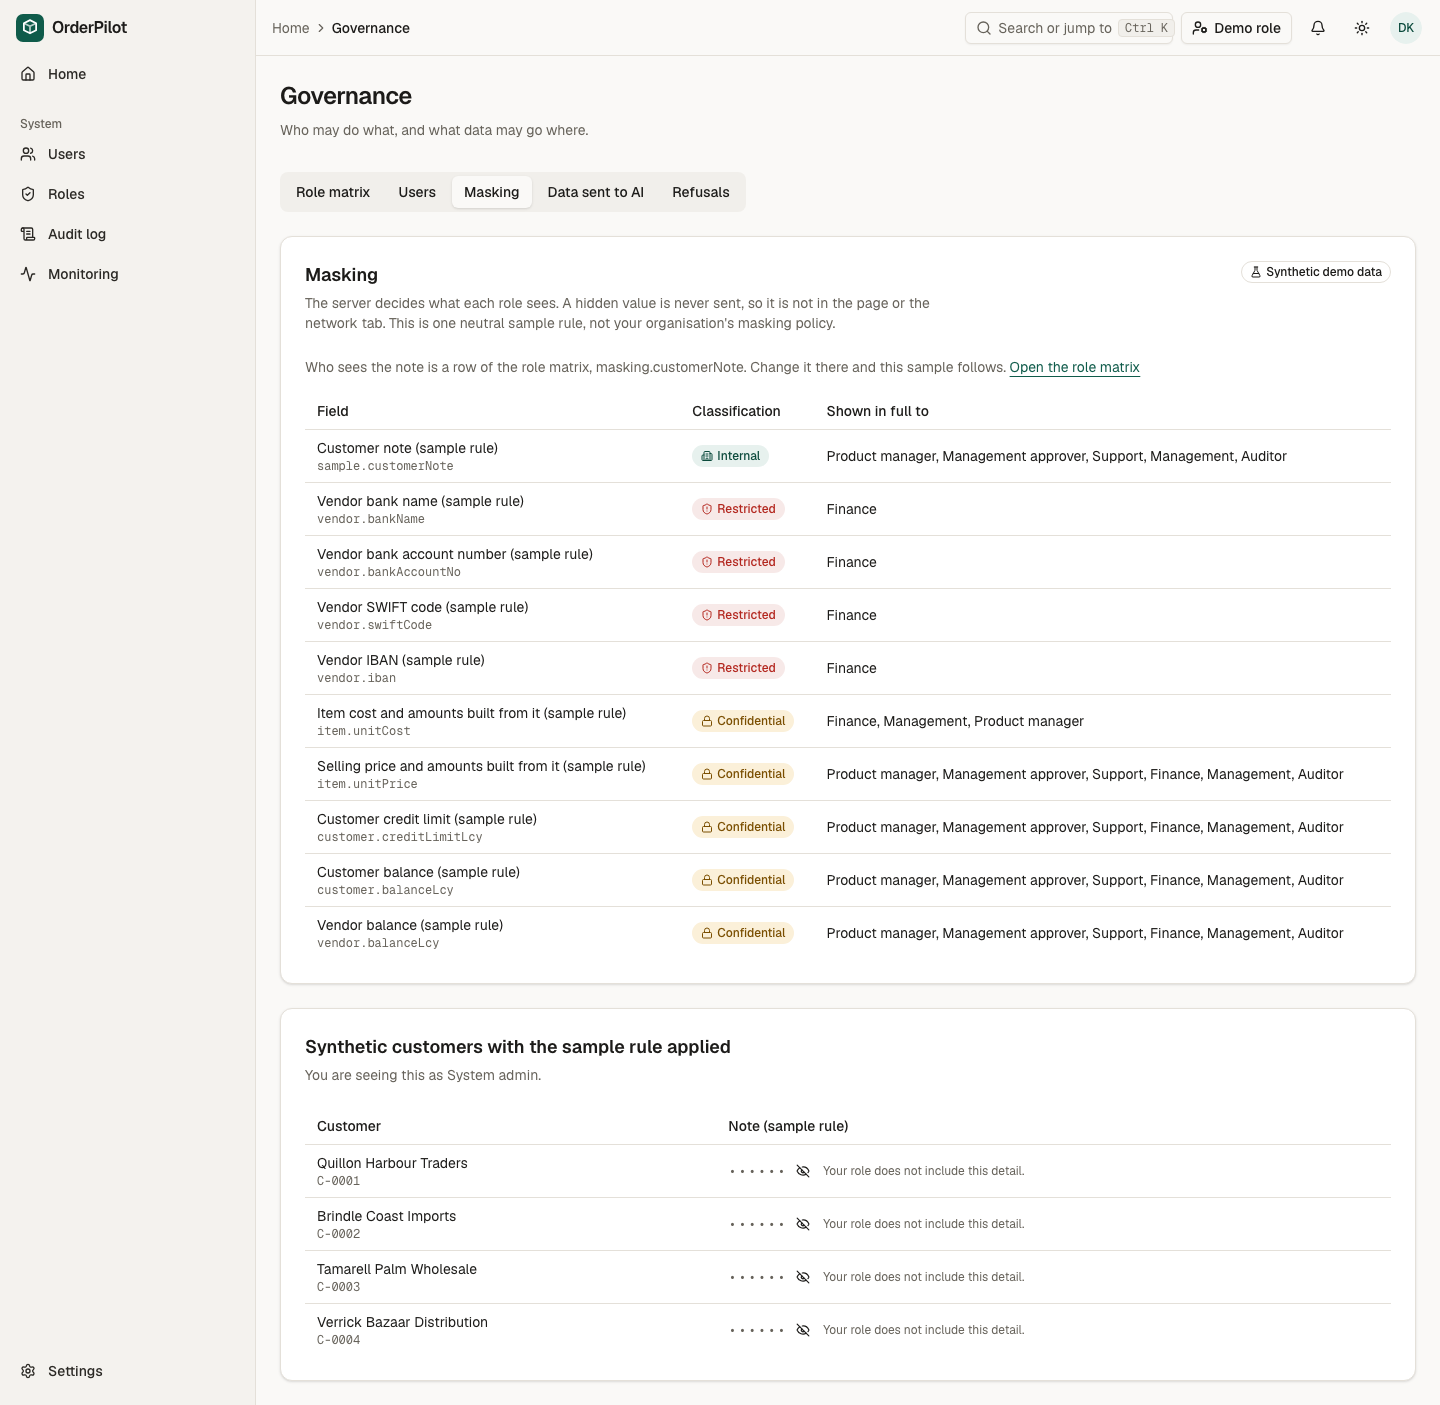 OrderPilot
Home
System
Users
Roles
Audit log
Monitoring
Settings
Home > Governance
Search or jump to Ctrl K
Demo role
DK
Governance
Who may do what, and what data may go where.
Role matrix Users Masking Data sent to AI Refusals
Masking
Synthetic demo data
The server decides what each role sees. A hidden value is never sent, so it is not in the page or the
network tab. This is one neutral sample rule, not your organisation's masking policy.
Who sees the note is a row of the role matrix, masking.customerNote. Change it there and this sample follows. Open the role matrix
Field Classification Shown in full to
Customer note (sample rule)
sample.customerNote
Internal
Product manager, Management approver, Support, Management, Auditor
Vendor bank name (sample rule)
vendor.bankName
Restricted
Finance
Vendor bank account number (sample rule)
vendor.bankAccountNo
Restricted
Finance
Vendor SWIFT code (sample rule)
vendor.swiftCode
Restricted
Finance
Vendor IBAN (sample rule)
vendor.iban
Restricted
Finance
Item cost and amounts built from it (sample rule)
item.unitCost
Confidential
Finance, Management, Product manager
Selling price and amounts built from it (sample rule)
item.unitPrice
Confidential
Product manager, Management approver, Support, Finance, Management, Auditor
Customer credit limit (sample rule)
customer.creditLimitLcy
Confidential
Product manager, Management approver, Support, Finance, Management, Auditor
Customer balance (sample rule)
customer.balanceLcy
Confidential
Product manager, Management approver, Support, Finance, Management, Auditor
Vendor balance (sample rule)
vendor.balanceLcy
Confidential
Product manager, Management approver, Support, Finance, Management, Auditor
Synthetic customers with the sample rule applied
You are seeing this as System admin.
Customer Note (sample rule)
Quillon Harbour Traders
C-0001
•••••• Your role does not include this detail.
Brindle Coast Imports
C-0002
•••••• Your role does not include this detail.
Tamarell Palm Wholesale
C-0003
•••••• Your role does not include this detail.
Verrick Bazaar Distribution
C-0004
•••••• Your role does not include this detail.